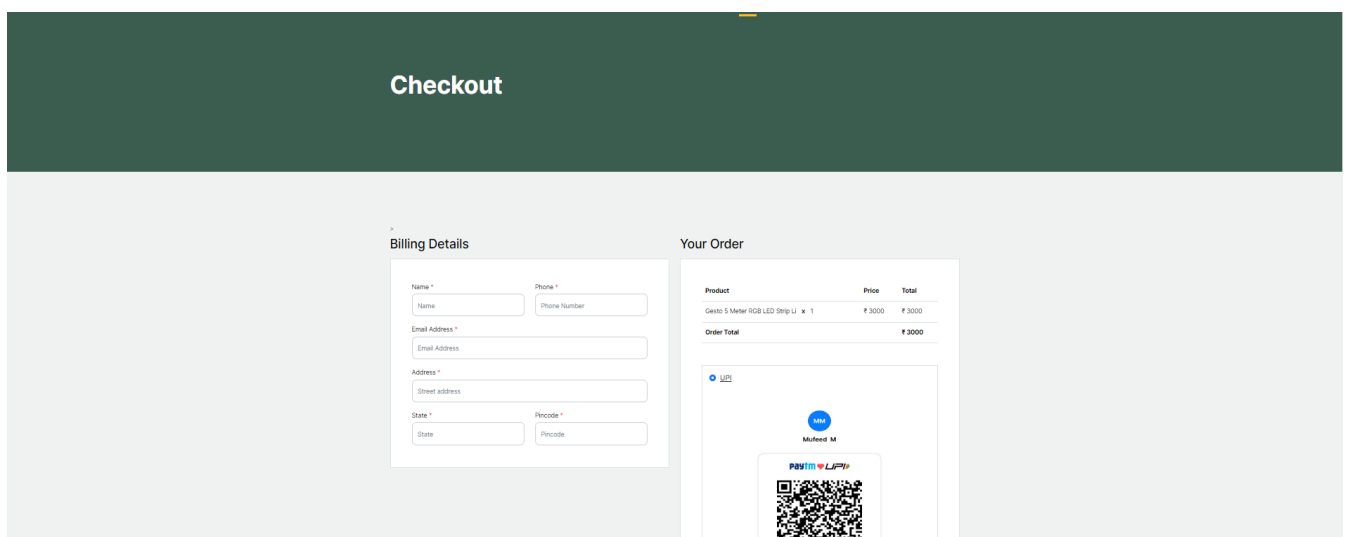 Checkout
>
Billing Details
Name *
Phone *
Name
Phone Number
Email Address *
Email Address
Address *
Street address
State *
Pincode *
State
Pincode
Your Order
Product Price Total
Gesto 5 Meter RGB LED Strip Li x 1 ₹ 3000 ₹ 3000
Order Total ₹ 3000
UPI
MM
Mufeed M
Paytm UPI